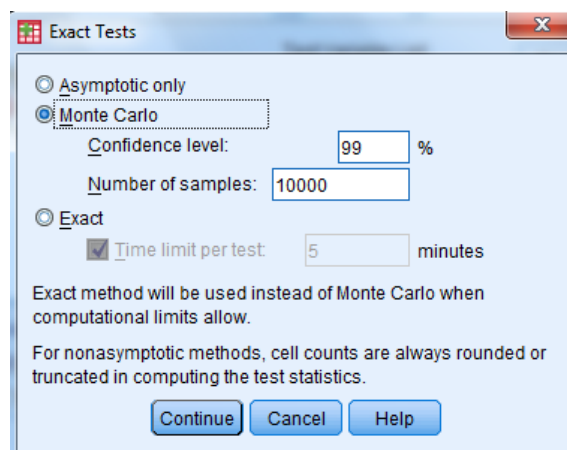 Exact Tests
Asymptotic only
Monte Carlo
Confidence level: 99 %
Number of samples: 10000
Exact
Time limit per test: 5 minutes
Exact method will be used instead of Monte Carlo when
computational limits allow.
For nonasymptotic methods, cell counts are always rounded or
truncated in computing the test statistics.
Continue Cancel Help